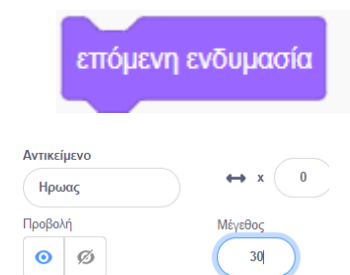 επόμενη ενδυμασία
Αντικείμενο
Ηρωας
x 0
Προβολή
Μέγεθος
30